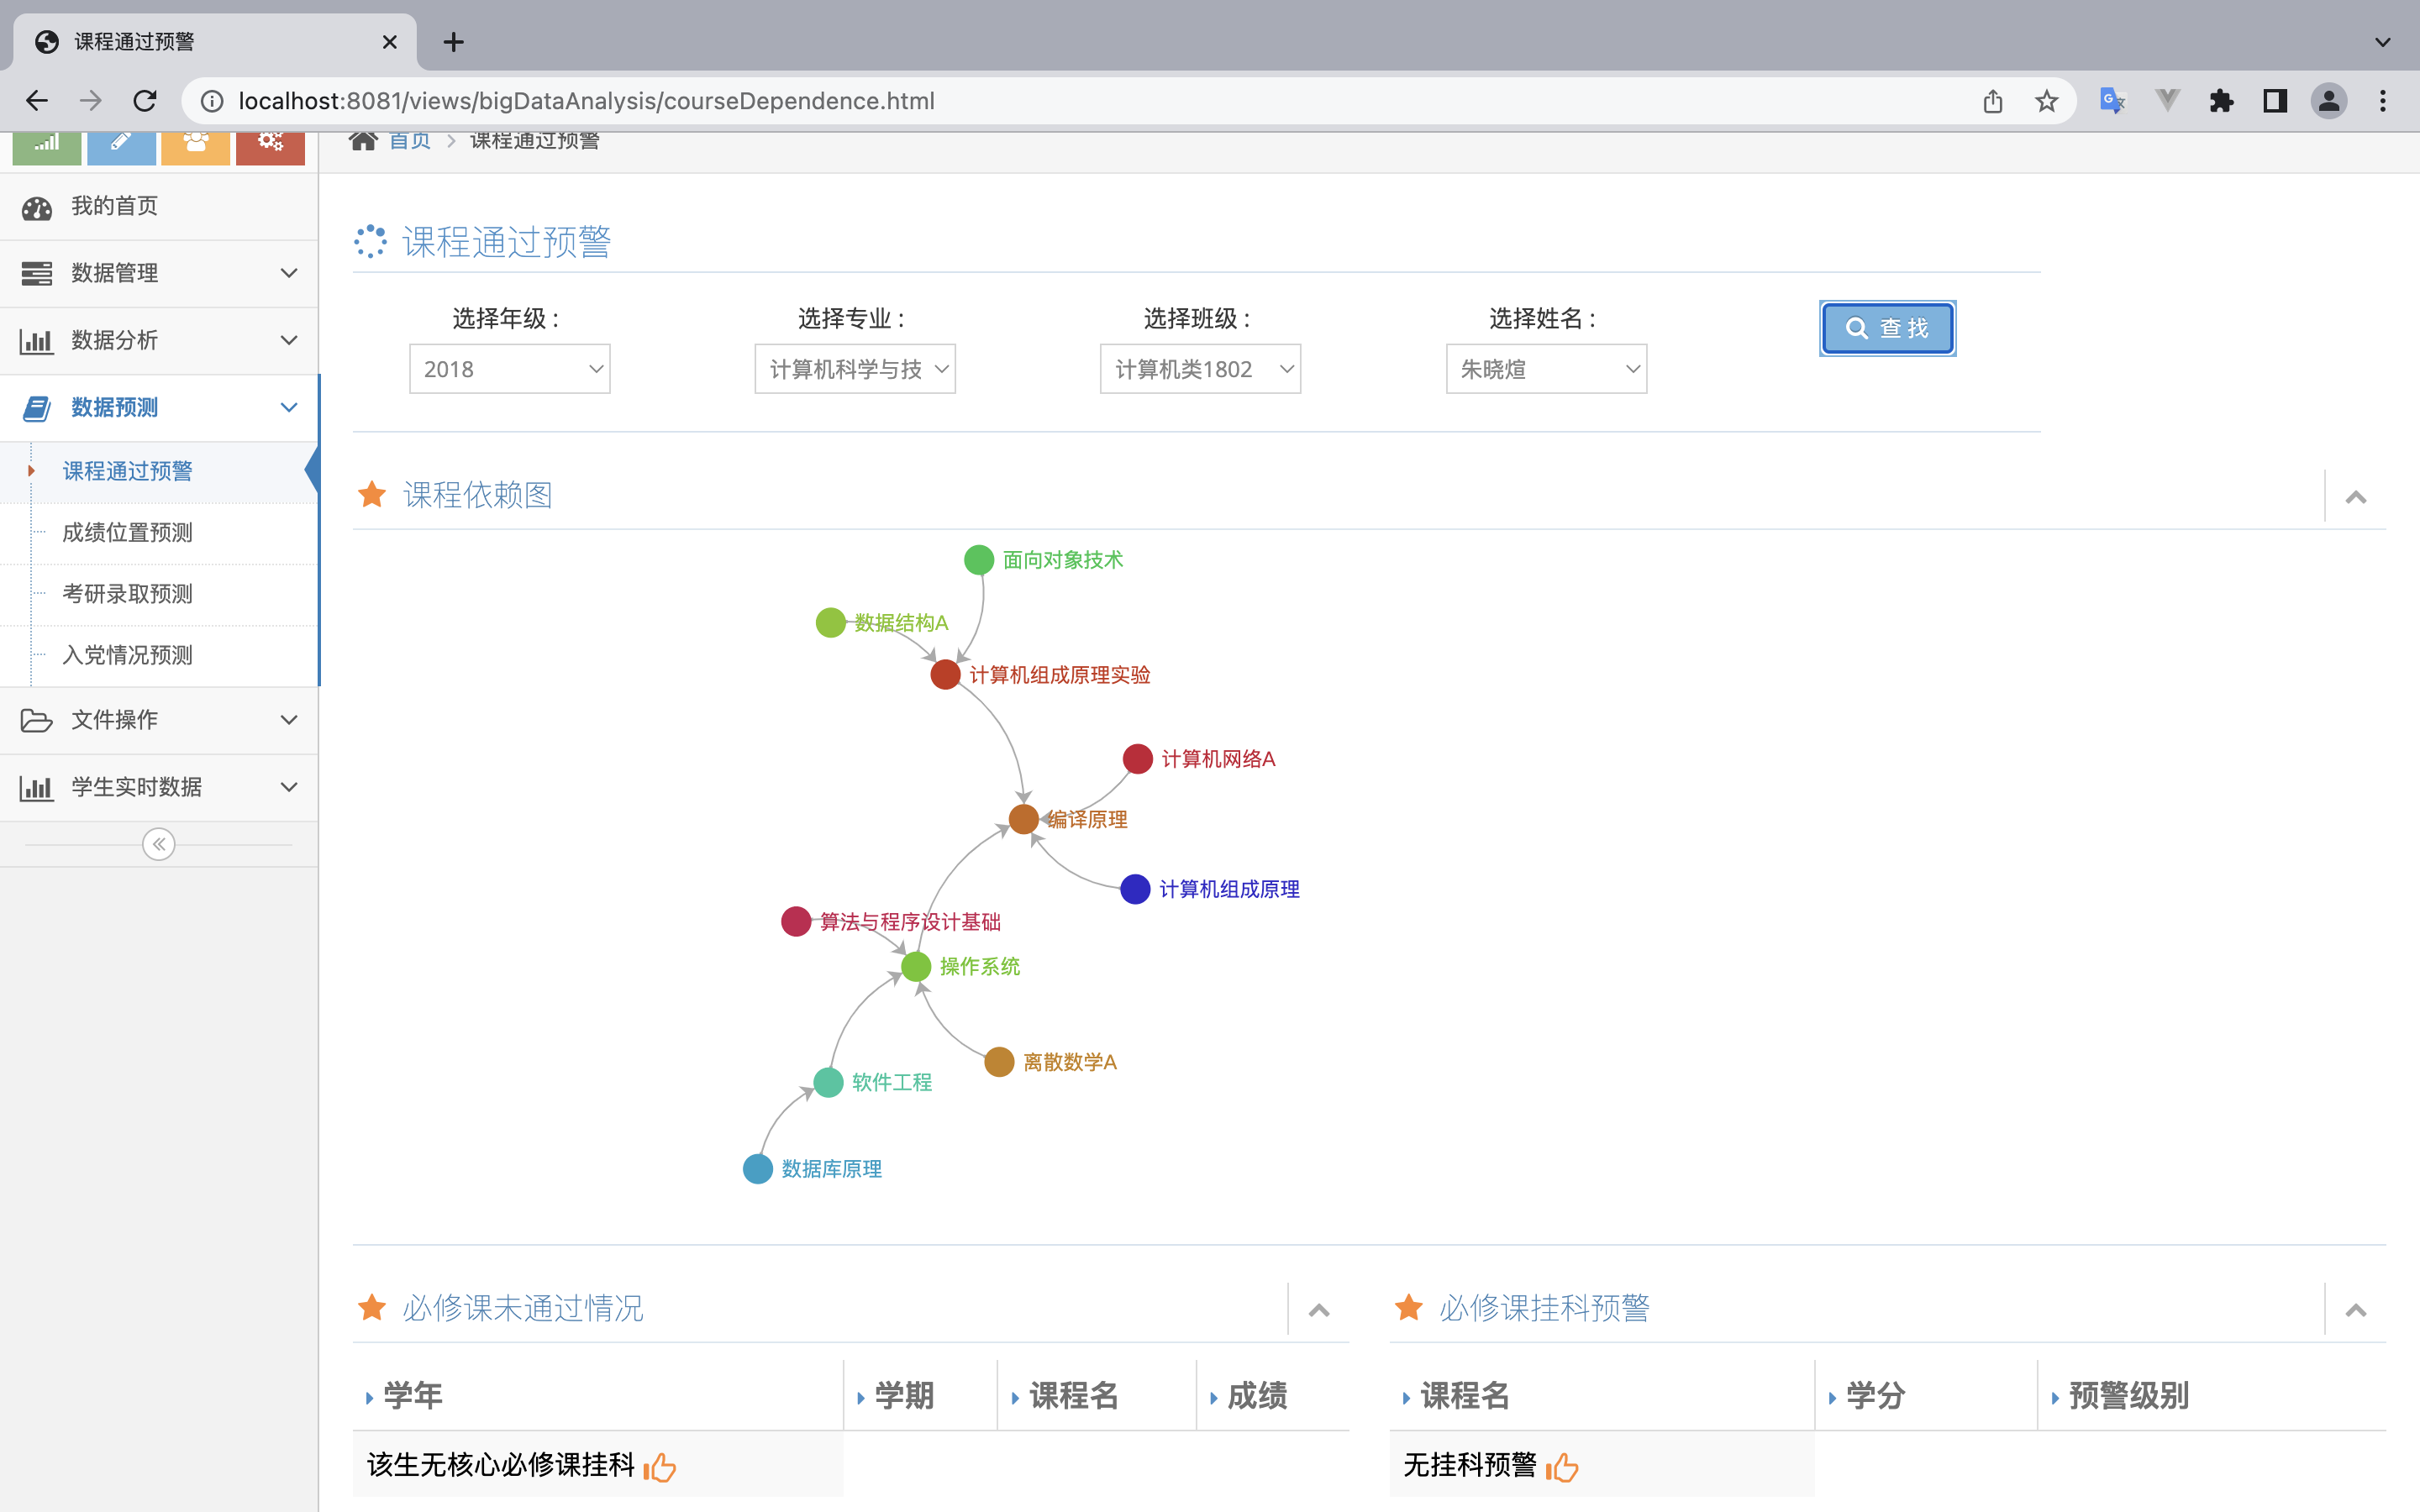 课程通过预警
localhost:8081/views/bigDataAnalysis/courseDependence.html
首页 > 课程通过预警
我的首页
数据管理
数据分析
数据预测
课程通过预警
成绩位置预测
考研录取预测
入党情况预测
文件操作
学生实时数据
课程通过预警
选择年级 : 选择专业 : 选择班级 : 选择姓名 : 查 找
2018 计算机科学与技 计算机类1802 朱晓煊
课程依赖图
面向对象技术
数据结构A
计算机组成原理实验
计算机网络A
编译原理
计算机组成原理
算法与程序设计基础
操作系统
离散数学A
软件工程
数据库原理
必修课未通过情况 必修课挂科预警
学年 学期 课程名 成绩 课程名 学分 预警级别
该生无核心必修课挂科 无挂科预警